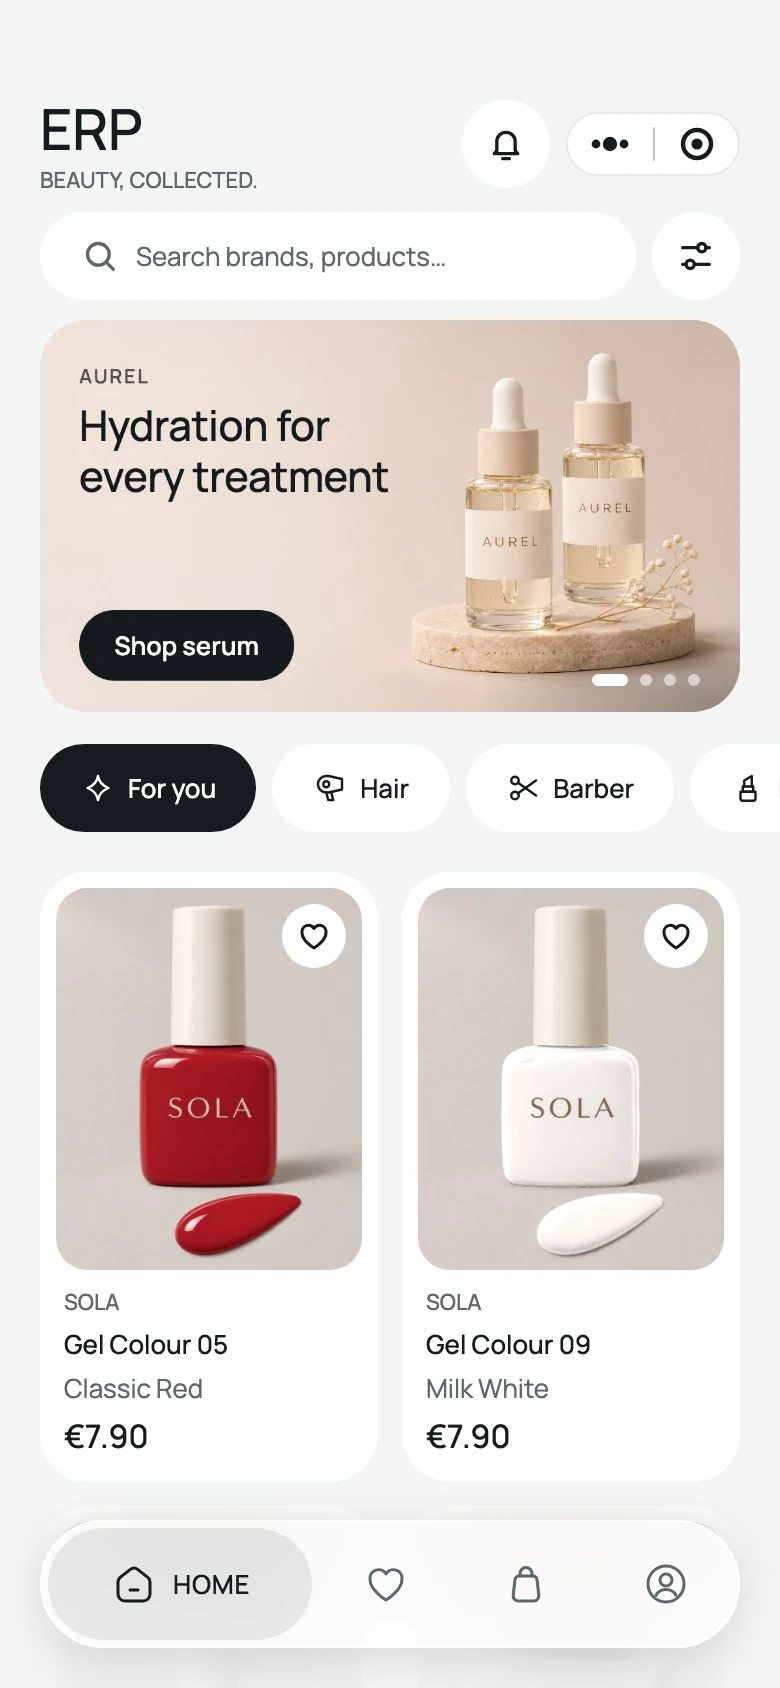 ERP
BEAUTY, COLLECTED.
Search brands, products...
AUREL
Hydration for
every treatment
AUREL
AUREL
Shop serum
For you
Hair
Barber
SOLA
SOLA
SOLA
Gel Colour 05
Classic Red
€7.90
SOLA
Gel Colour 09
Milk White
€7.90
HOME